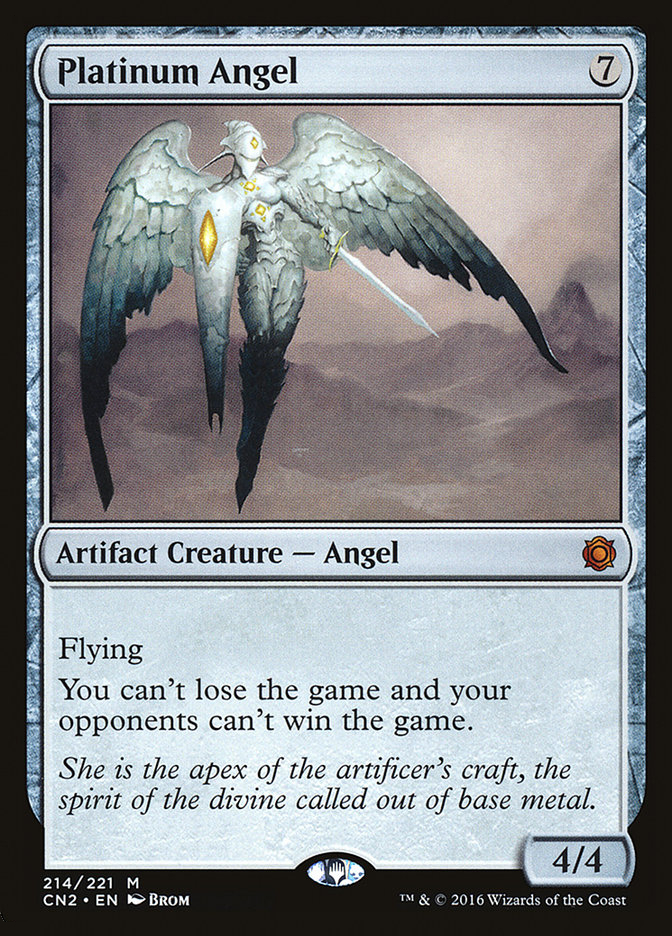 Platinum Angel 7
Artifact Creature — Angel
Flying
You can't lose the game and your
opponents can't win the game.
She is the apex of the artificer's craft, the
spirit of the divine called out of base metal.
4/4
214/221 M
CN2 • EN Brom
™ & © 2016 Wizards of the Coast